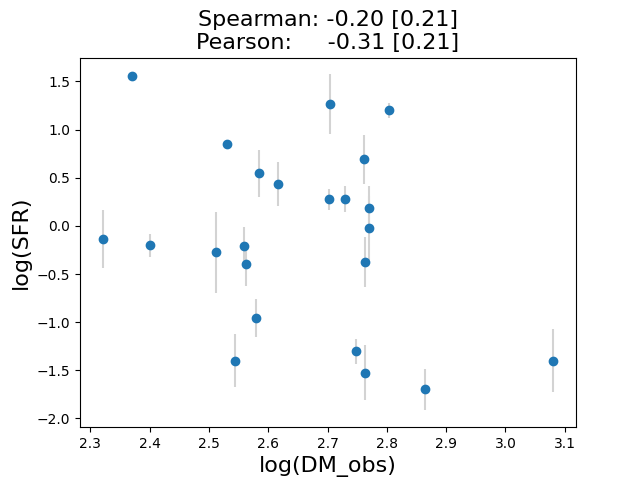 Spearman: -0.20 [0.21]
Pearson: -0.31 [0.21]
1.5
1.0
0.5
0.0
−0.5
−1.0
−1.5
−2.0
log(SFR)
2.3 2.4 2.5 2.6 2.7 2.8 2.9 3.0 3.1
log(DM_obs)